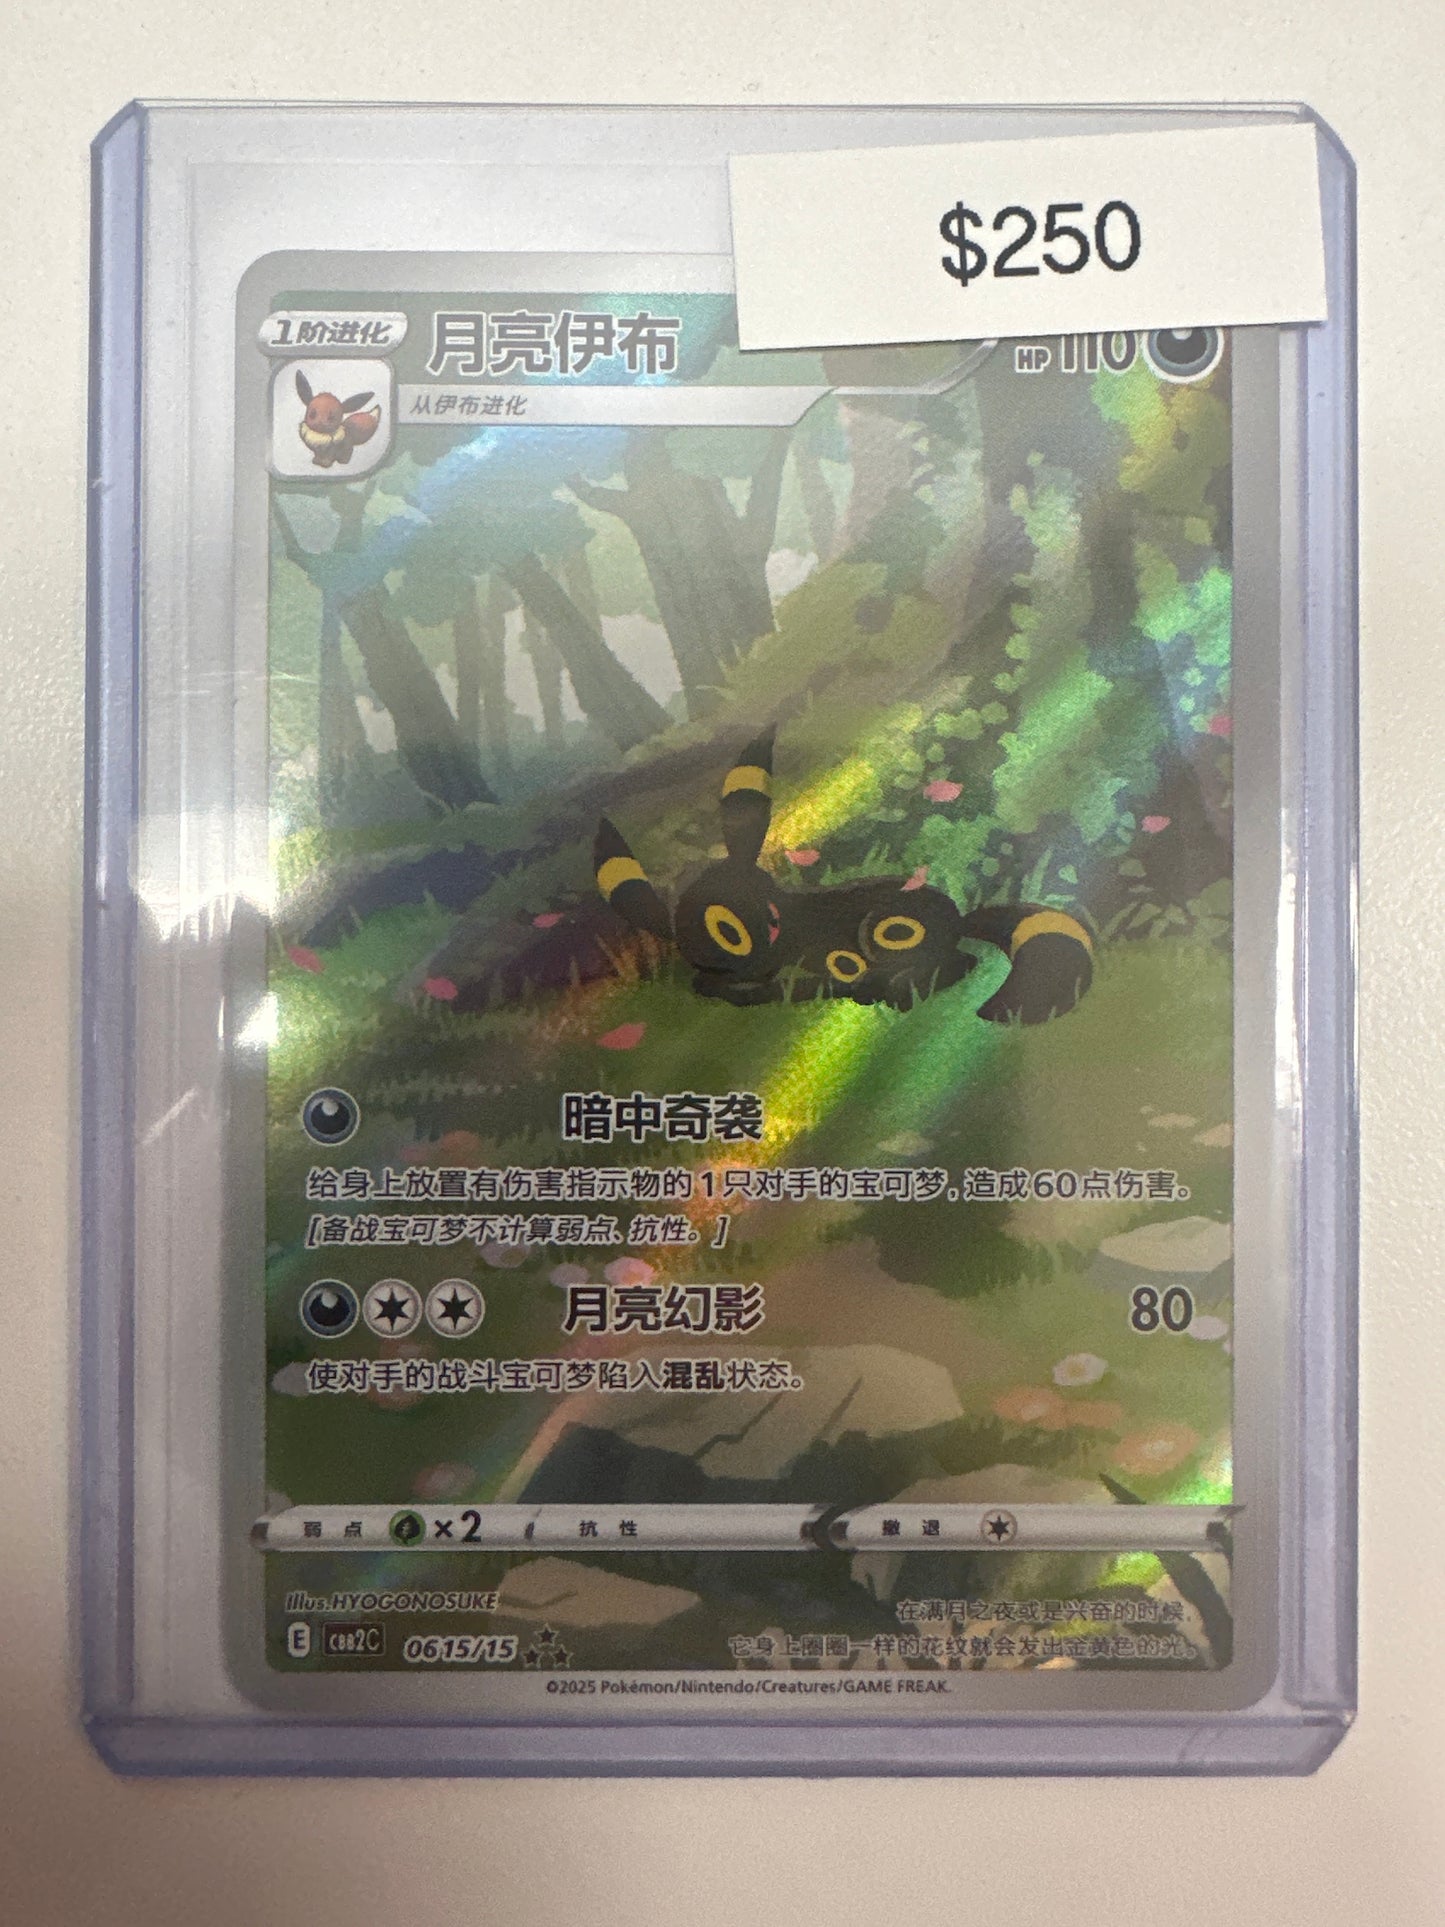 $250
1阶进化 月亮伊布 HP 110
从伊布进化
暗中奇袭
给身上放置有伤害指示物的1只对手的宝可梦，造成60点伤害。
[备战宝可梦不计算弱点、抗性。]
月亮幻影 80
使对手的战斗宝可梦陷入混乱状态。
弱点 ×2 抗性 撤退
illus.HYOGONOSUKE
在满月之夜或是兴奋的时候，
E CBB2C 0615/15
它身上圈圈一样的花纹就会发出金黄色的光。
©2025 Pokémon/Nintendo/Creatures/GAME FREAK.